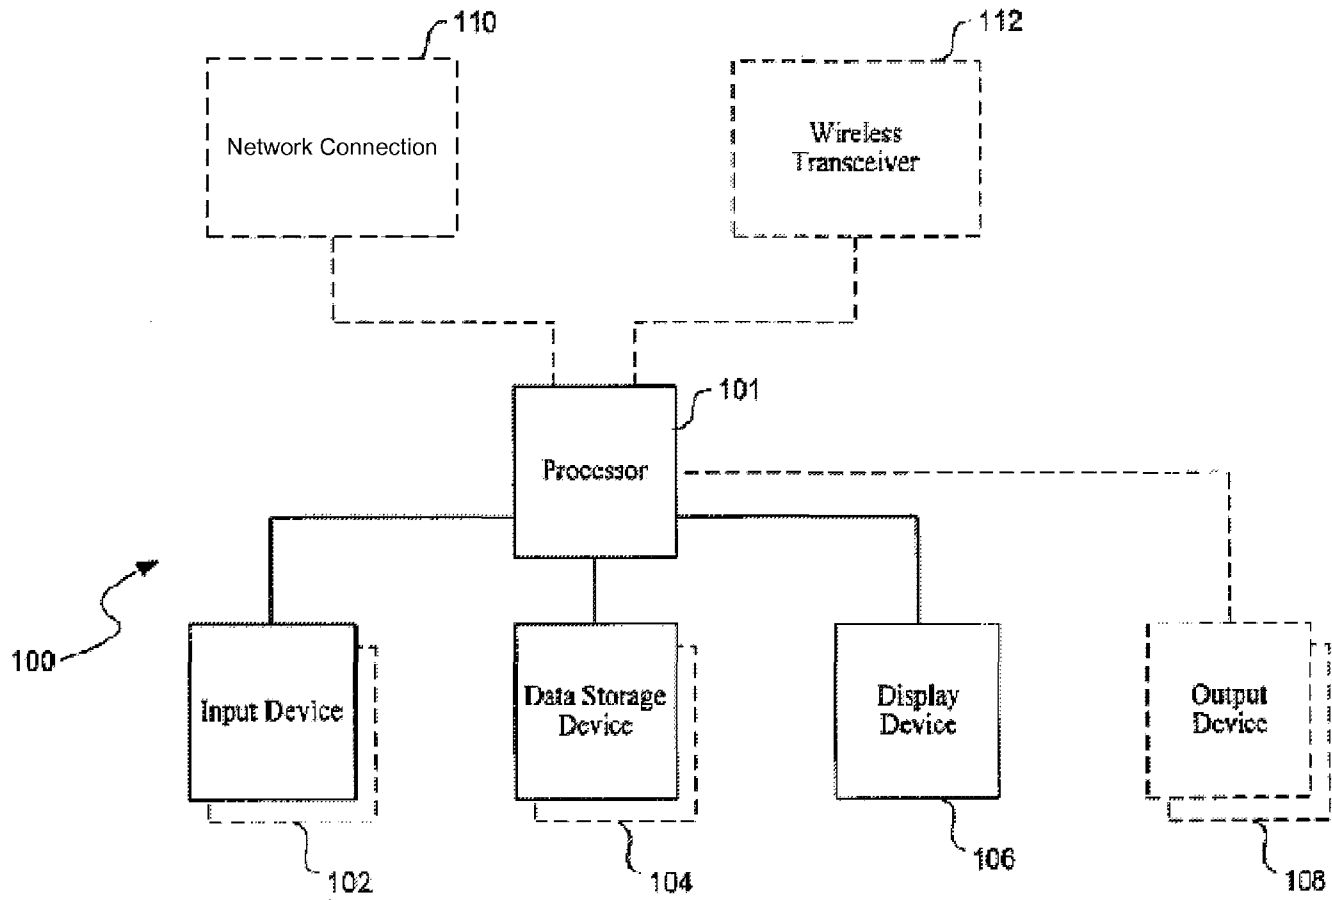 110
112
Network Connection
Wireless
Transceiver
101
Processor
100
Input Device
Data Storage
Device
Display
Device
Output
Device
102
104
106
108